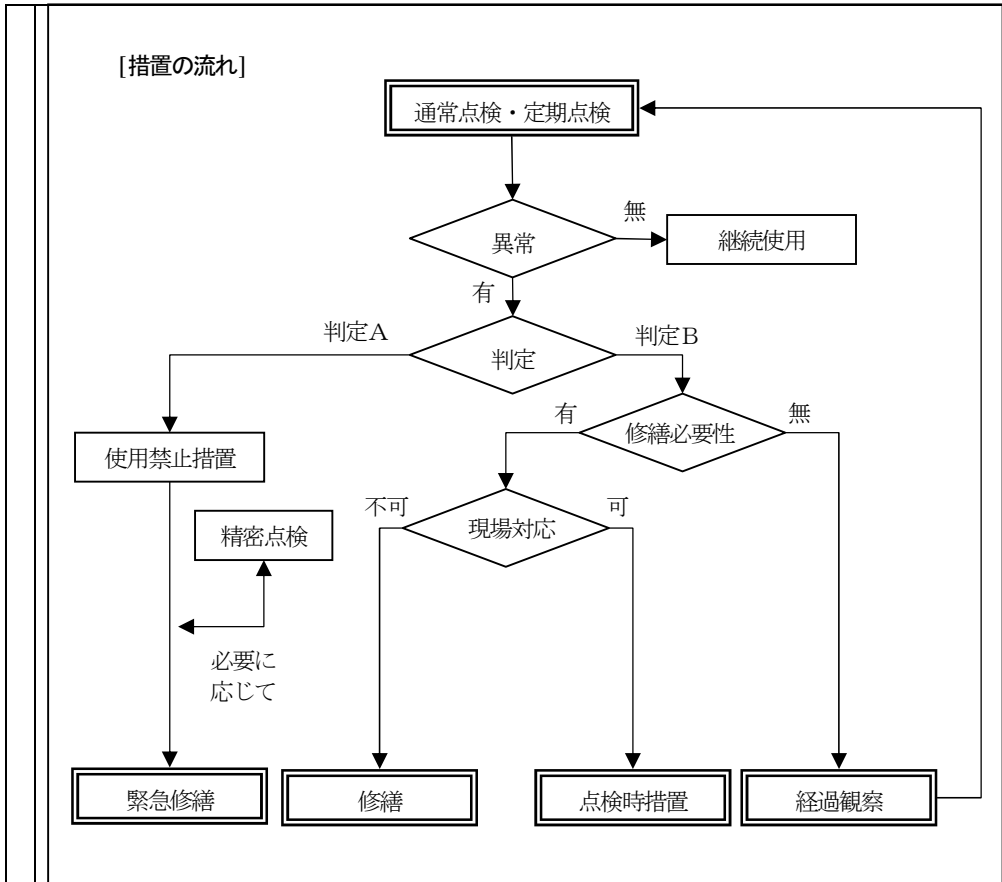 [措置の流れ]
通常点検・定期点検
無
異常
継続使用
有
判定A
判定
判定B
有
修繕必要性
無
使用禁止措置
不可
現場対応
可
精密点検
必要に
応じて
緊急修繕
修繕
点検時措置
経過観察